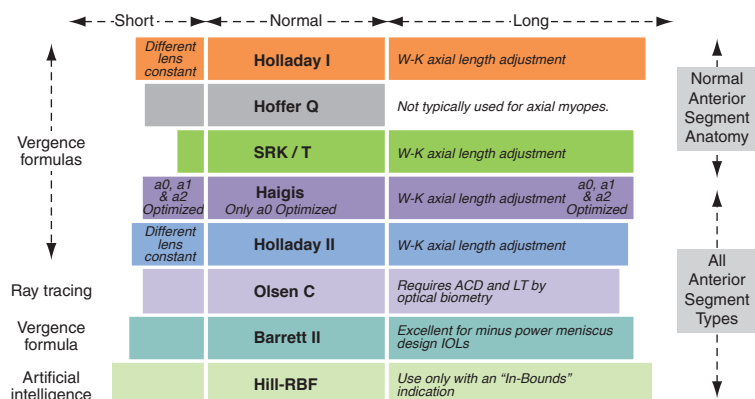 Short
Normal
Long
Different
lens
constant
Holladay I
W-K axial length adjustment
Hoffer Q
Not typically used for axial myopes.
Vergence
formulas
SRK / T
W-K axial length adjustment
a0, a1
& a2
Optimized
Haigis
Only a0 Optimized
W-K axial length adjustment
a0, a1
& a2
Optimized
Different
lens
constant
Holladay II
W-K axial length adjustment
Ray tracing
Olsen C
Requires ACD and LT by
optical biometry
Vergence
formula
Barrett II
Excellent for minus power meniscus
design IOLs
Artificial
intelligence
Hill-RBF
Use only with an “In-Bounds”
indication
Normal
Anterior
Segment
Anatomy
All
Anterior
Segment
Types